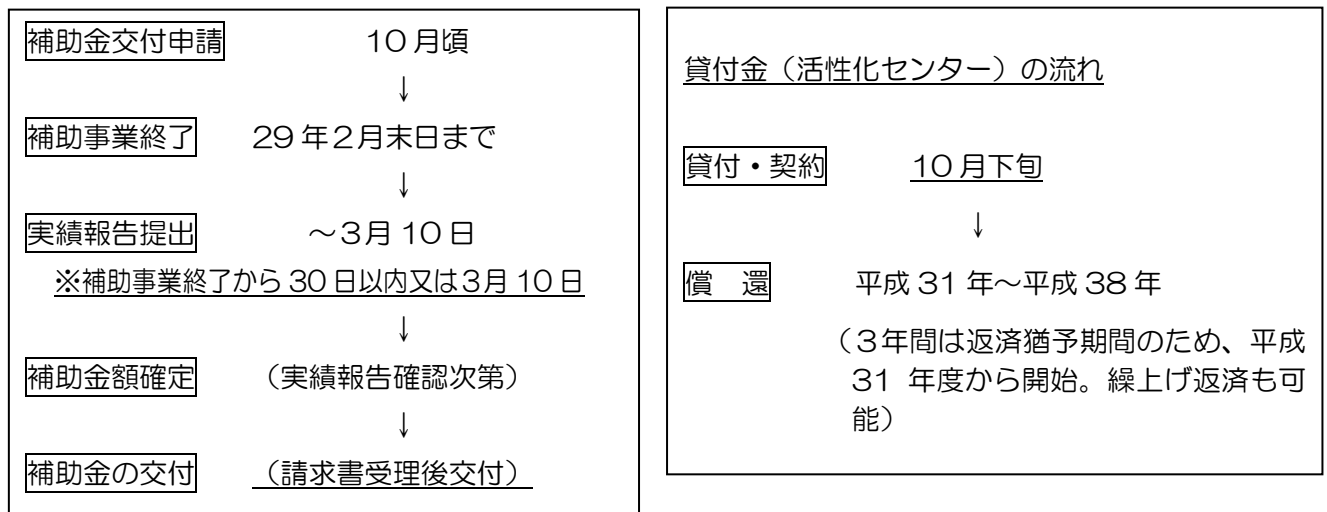 補助金交付申請 10月頃
↓
補助事業終了 29年2月末日まで
↓
実績報告提出 ～3月10日
※補助事業終了から30日以内又は3月10日
↓
補助金額確定 （実績報告確認次第）
↓
補助金の交付 （請求書受理後交付）
貸付金（活性化センター）の流れ
貸付・契約 10月下旬
↓
償　還 平成31年～平成38年
（3年間は返済猶予期間のため、平成
31 年度から開始。繰上げ返済も可
能）